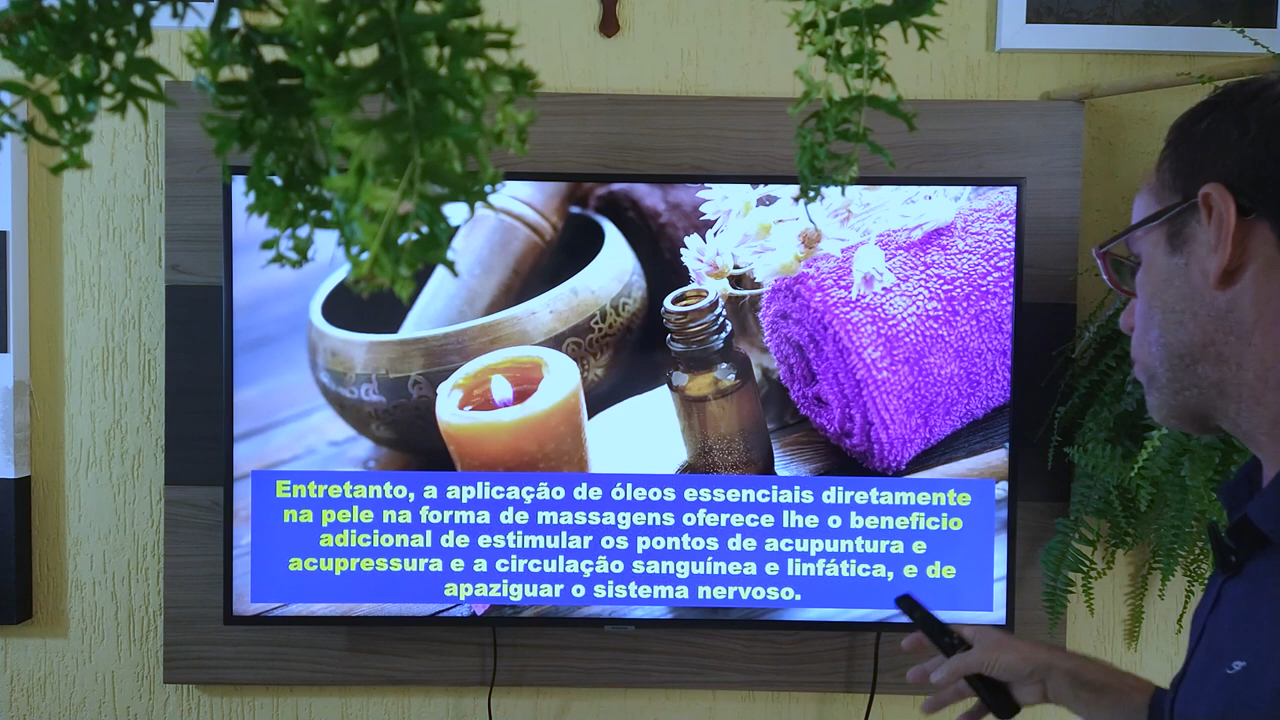 Entretanto, a aplicação de óleos essenciais diretamente
na pele na forma de massagens oferece lhe o beneficio
adicional de estimular os pontos de acupuntura e
acupressura e a circulação sanguínea e linfática, e de
apaziguar o sistema nervoso.